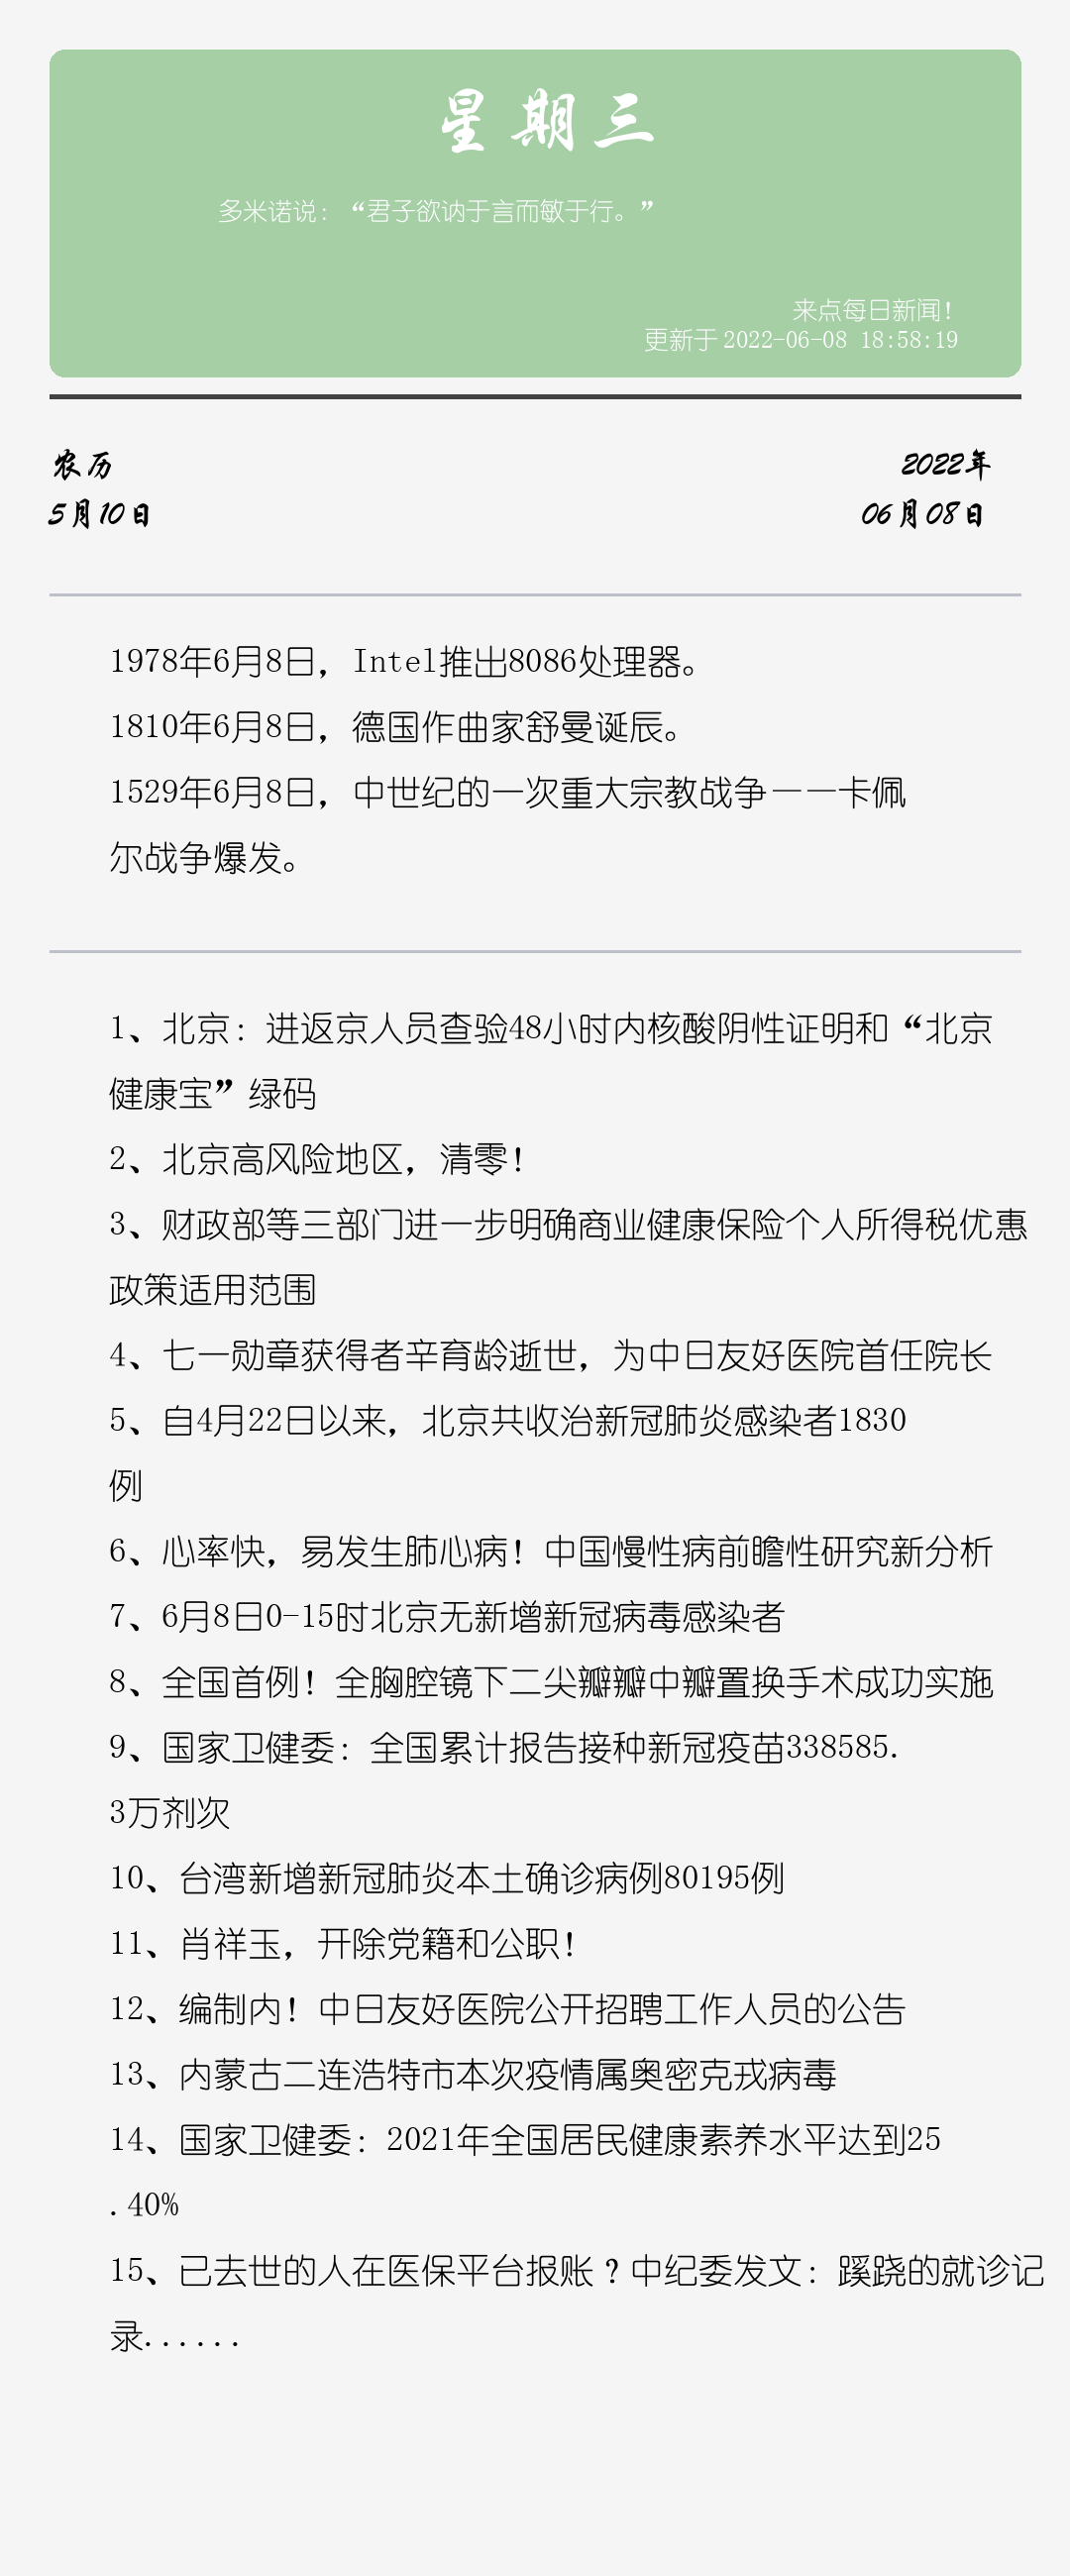 星期三
多米诺说：“君子欲讷于言而敏于行。”
来点每日新闻！
更新于 2022-06-08 18:58:19
农历
2022年
5月10日
06月08日
1978年6月8日，Intel推出8086处理器。
1810年6月8日，德国作曲家舒曼诞辰。
1529年6月8日，中世纪的一次重大宗教战争——卡佩
尔战争爆发。
1、北京：进返京人员查验48小时内核酸阴性证明和“北京
健康宝”绿码
2、北京高风险地区，清零！
3、财政部等三部门进一步明确商业健康保险个人所得税优惠
政策适用范围
4、七一勋章获得者辛育龄逝世，为中日友好医院首任院长
5、自4月22日以来，北京共收治新冠肺炎感染者1830
例
6、心率快，易发生肺心病！中国慢性病前瞻性研究新分析
7、6月8日0-15时北京无新增新冠病毒感染者
8、全国首例！全胸腔镜下二尖瓣瓣中瓣置换手术成功实施
9、国家卫健委：全国累计报告接种新冠疫苗338585.
3万剂次
10、台湾新增新冠肺炎本土确诊病例80195例
11、肖祥玉，开除党籍和公职！
12、编制内！中日友好医院公开招聘工作人员的公告
13、内蒙古二连浩特市本次疫情属奥密克戎病毒
14、国家卫健委：2021年全国居民健康素养水平达到25
.40%
15、已去世的人在医保平台报账？中纪委发文：蹊跷的就诊记
录......